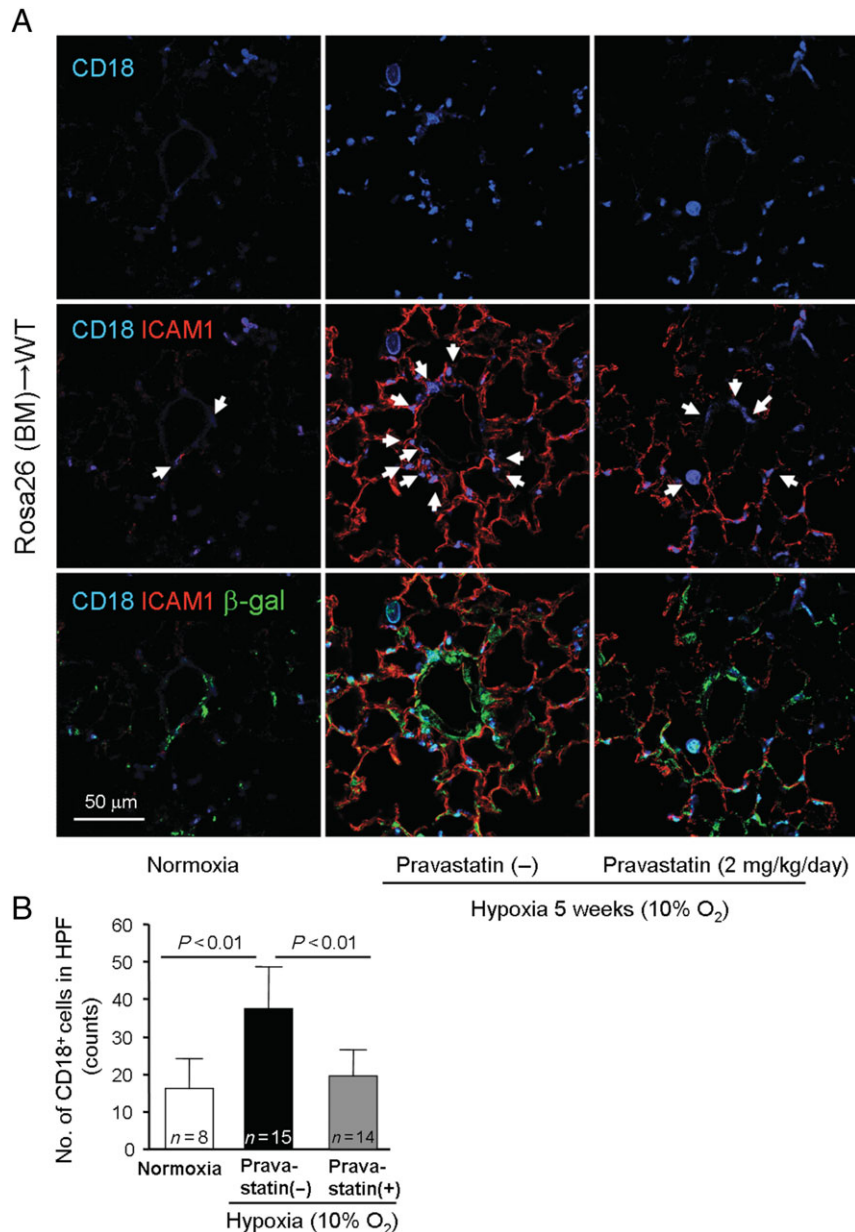 A
CD18
CD18 ICAM1
CD18 ICAM1 β-gal
Rosa26 (BM)→WT
50 μm
Normoxia
Pravastatin (–)
Pravastatin (2 mg/kg/day)
Hypoxia 5 weeks (10% O₂)
B
No. of CD18⁺ cells in HPF
(counts)
60
50
40
30
20
10
0
P < 0.01
P < 0.01
n = 8
n = 15
n = 14
Normoxia
Prava-
statin(–)
Prava-
statin(+)
Hypoxia (10% O₂)